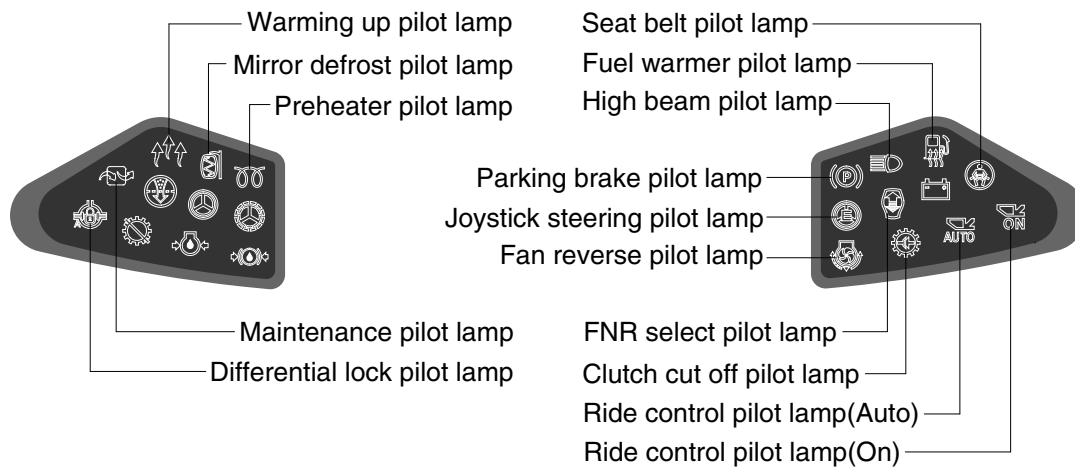 Warming up pilot lamp
Mirror defrost pilot lamp
Preheater pilot lamp
Maintenance pilot lamp
Differential lock pilot lamp
A
Seat belt pilot lamp
Fuel warmer pilot lamp
High beam pilot lamp
Parking brake pilot lamp
Joystick steering pilot lamp
Fan reverse pilot lamp
P
AUTO
ON
FNR select pilot lamp
Clutch cut off pilot lamp
Ride control pilot lamp(Auto)
Ride control pilot lamp(On)